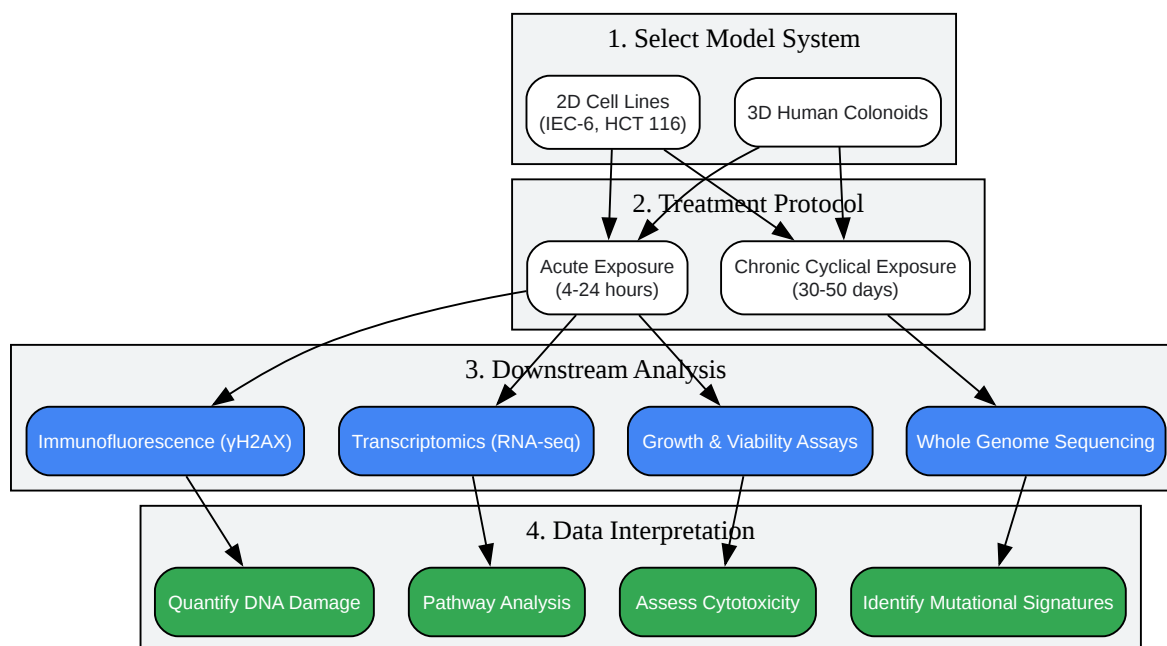 1. Select Model System
2D Cell Lines
(IEC-6, HCT 116)
3D Human Colonoids
2. Treatment Protocol
Acute Exposure
(4-24 hours)
Chronic Cyclical Exposure
(30-50 days)
3. Downstream Analysis
Immunofluorescence (γH2AX)
Transcriptomics (RNA-seq)
Growth & Viability Assays
Whole Genome Sequencing
4. Data Interpretation
Quantify DNA Damage
Pathway Analysis
Assess Cytotoxicity
Identify Mutational Signatures